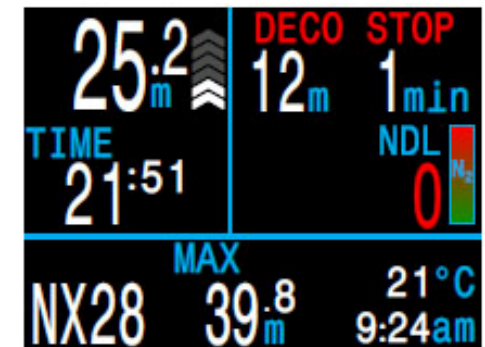 25.2m
DECO STOP
12m 1min
TIME
21:51
NDL
0
N₂
MAX
NX28 39.8m
21°C
9:24am